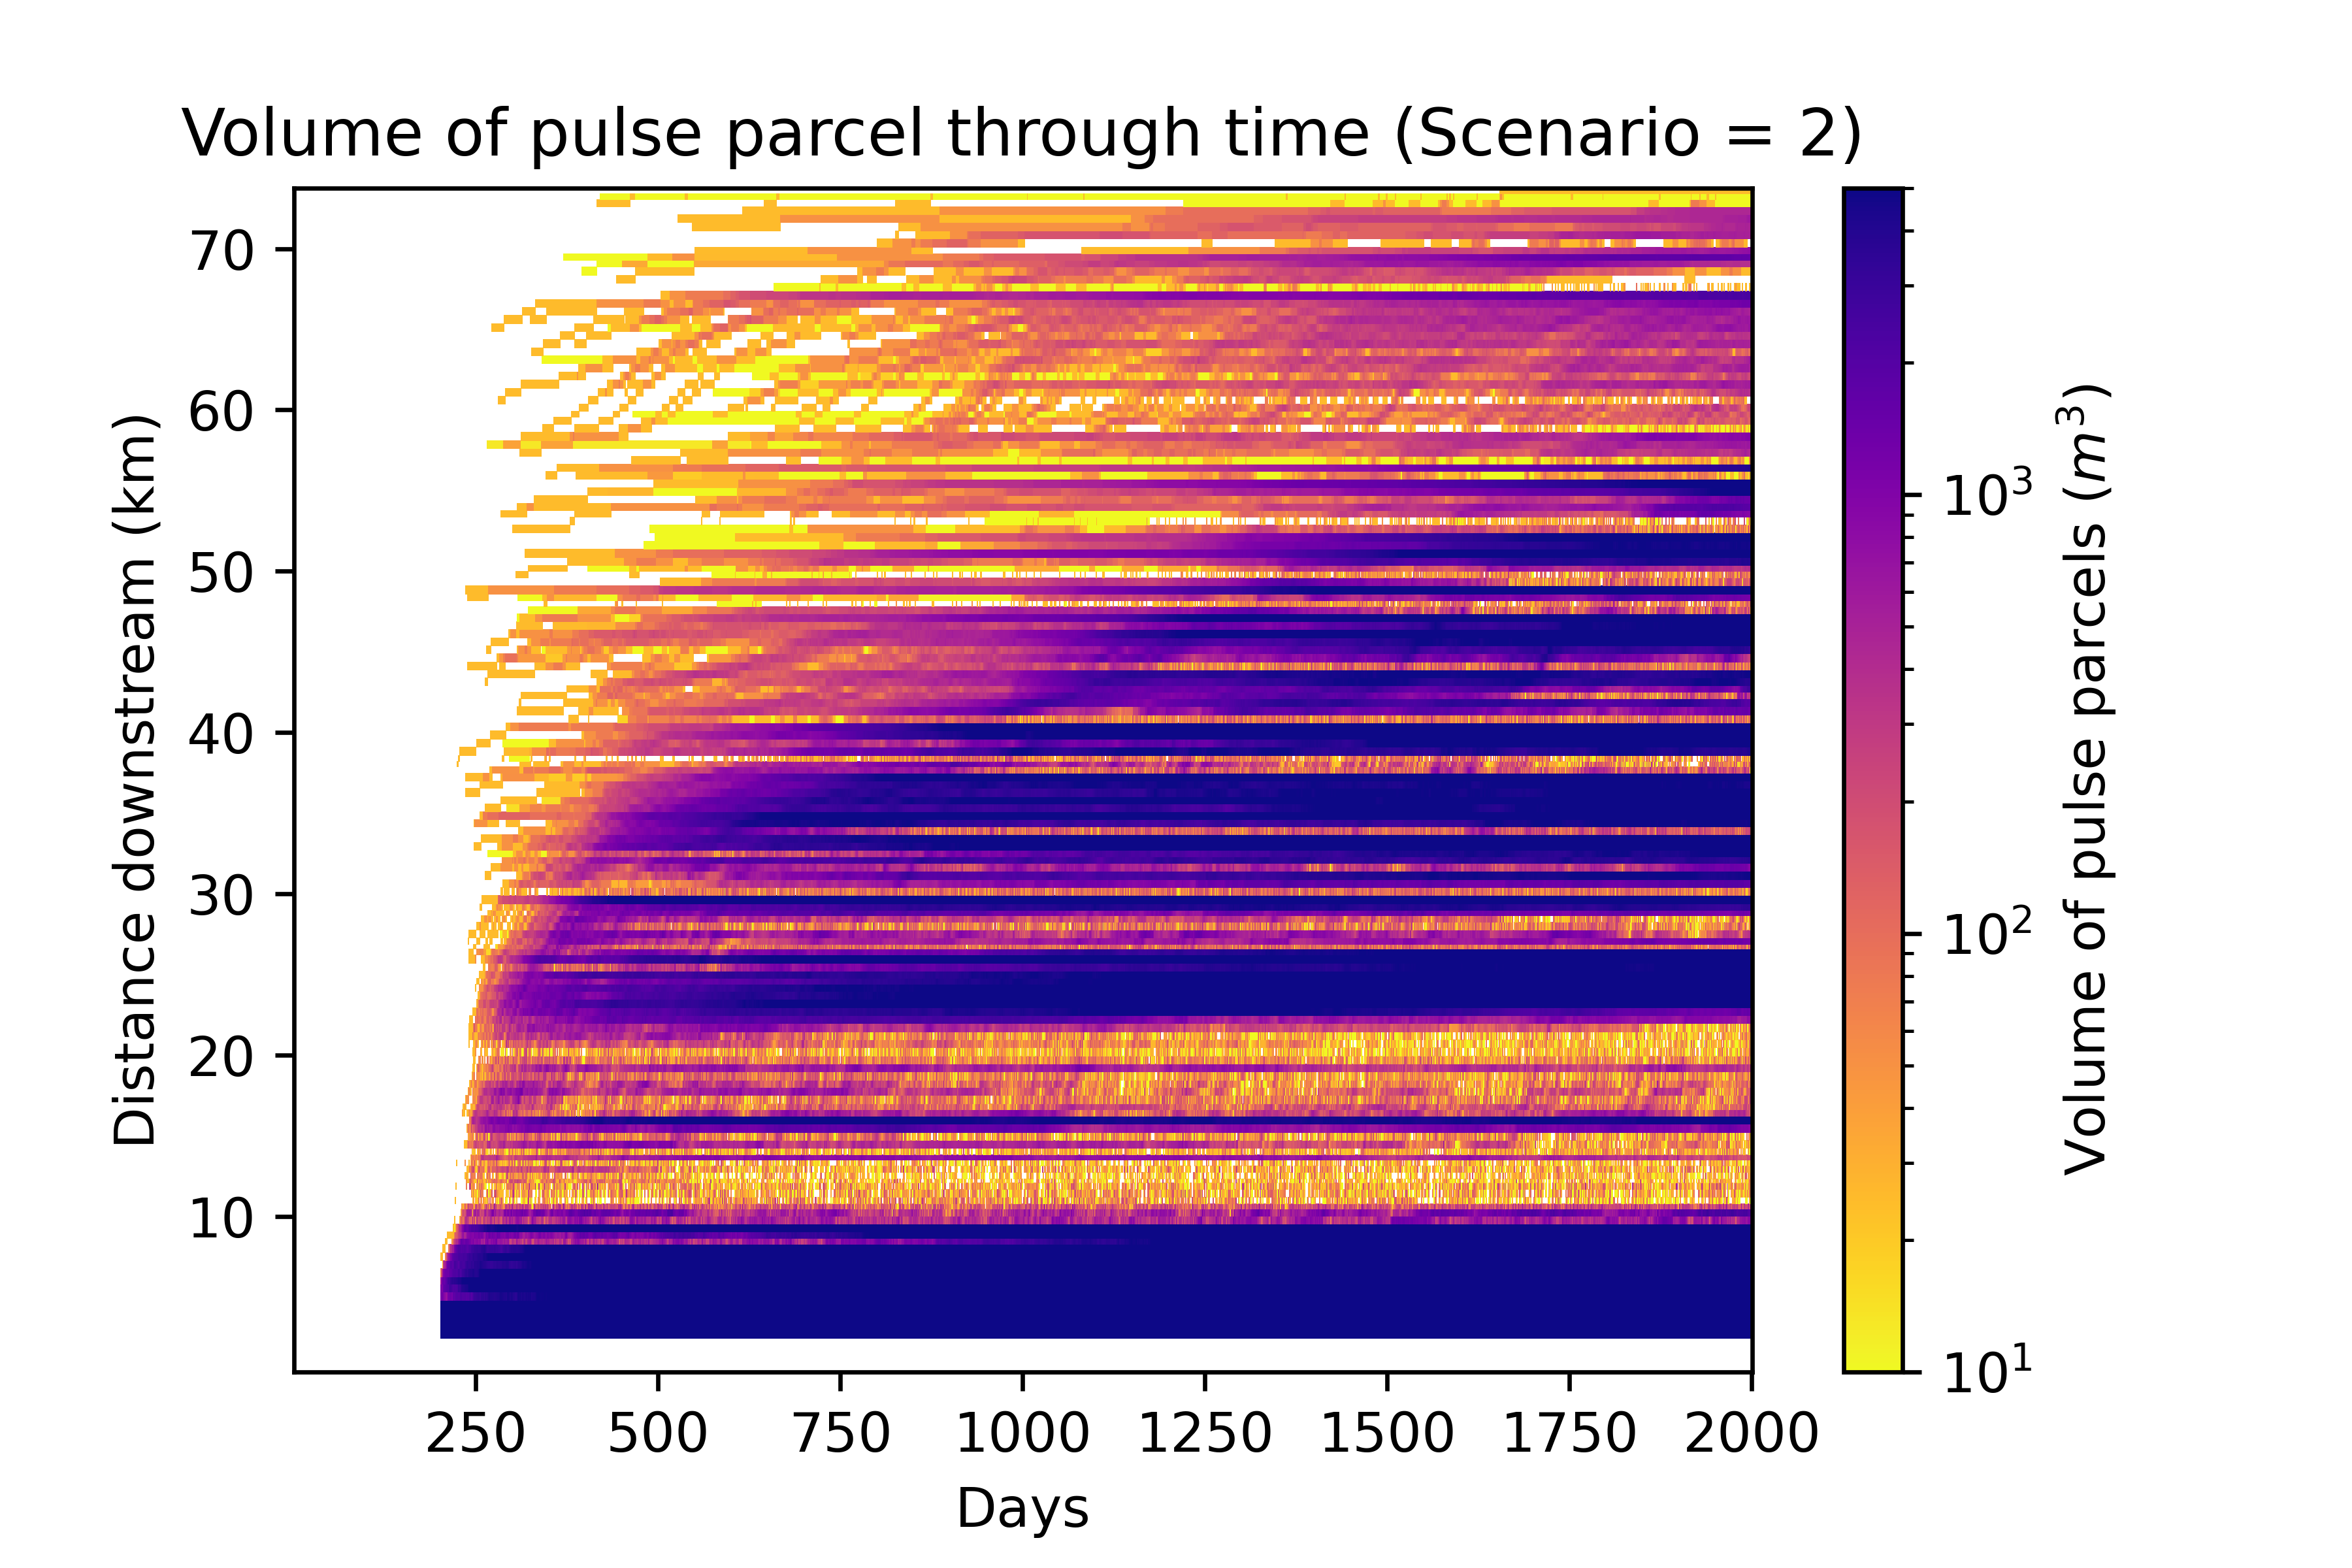 Volume of pulse parcel through time (Scenario = 2)
Distance downstream (km)
70
60
50
40
30
20
10
250 500 750 1000 1250 1500 1750 2000
Days
10³
10²
10¹
Volume of pulse parcels (m³)